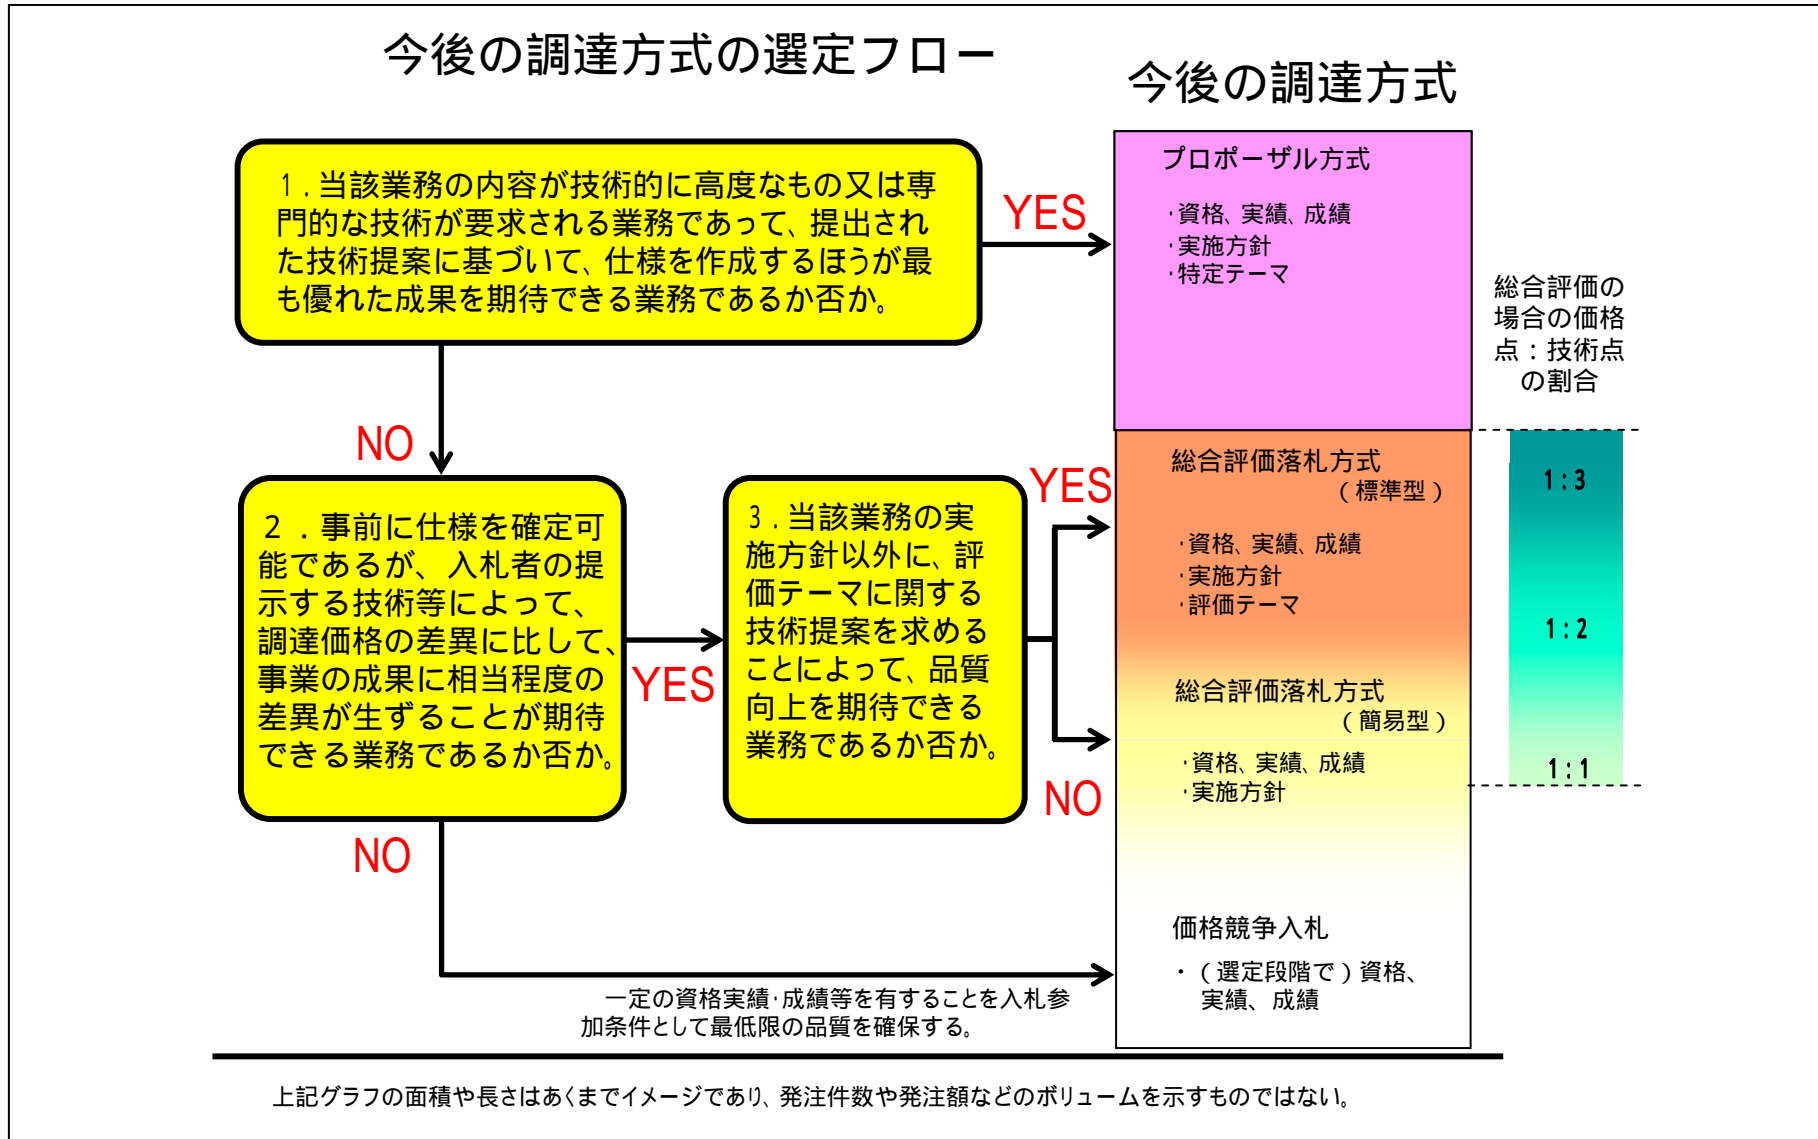 今後の調達方式の選定フロー
今後の調達方式
1.当該業務の内容が技術的に高度なもの又は専
門的な技術が要求される業務であって、提出され
た技術提案に基づいて、仕様を作成するほうが最
も優れた成果を期待できる業務であるか否か。
YES
プロポーザル方式
・資格、実績、成績
・実施方針
・特定テーマ
総合評価の
場合の価格
点:技術点
の割合
NO
2.事前に仕様を確定可
能であるが、入札者の提
示する技術等によって、
調達価格の差異に比して、
事業の成果に相当程度の
差異が生ずることが期待
できる業務であるか否か。
YES
3.当該業務の実
施方針以外に、評
価テーマに関する
技術提案を求める
ことによって、品質
向上を期待できる
業務であるか否か。
YES
NO
総合評価落札方式
(標準型)
・資格、実績、成績
・実施方針
・評価テーマ
総合評価落札方式
(簡易型)
・資格、実績、成績
・実施方針
1:3
1:2
1:1
NO
価格競争入札
・(選定段階で)資格、
実績、成績
一定の資格実績・成績等を有することを入札参
加条件として最低限の品質を確保する。
上記グラフの面積や長さはあくまでイメージであり、発注件数や発注額などのボリュームを示すものではない。